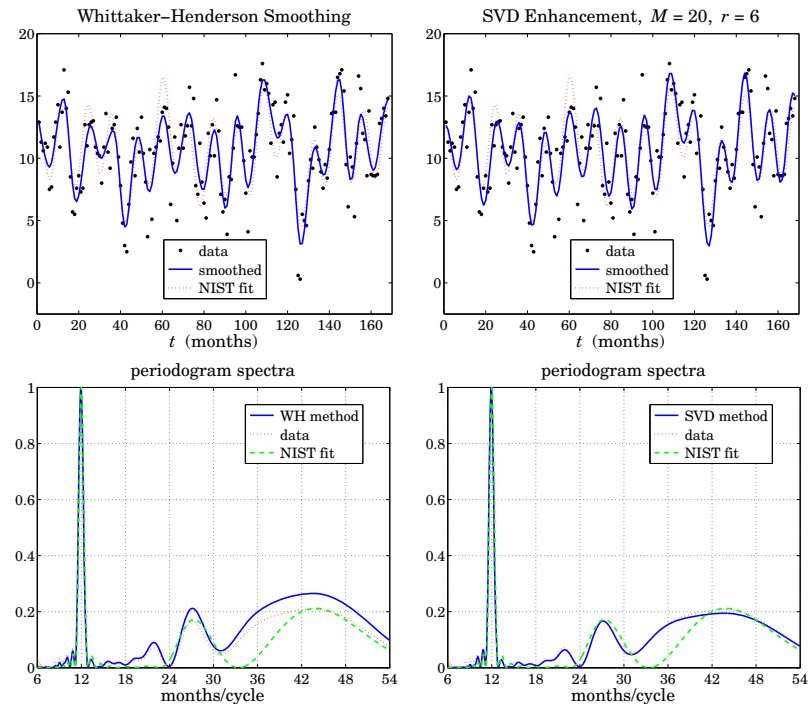 Whittaker–Henderson Smoothing
20
15
10
5
0
data
smoothed
NIST fit
0 20 40 60 80 100 120 140 160
t (months)
SVD Enhancement, M = 20, r = 6
20
15
10
5
0
data
smoothed
NIST fit
0 20 40 60 80 100 120 140 160
t (months)
periodogram spectra
1
0.8
0.6
0.4
0.2
0
WH method
data
NIST fit
6 12 18 24 30 36 42 48 54
months/cycle
periodogram spectra
1
0.8
0.6
0.4
0.2
0
SVD method
data
NIST fit
6 12 18 24 30 36 42 48 54
months/cycle